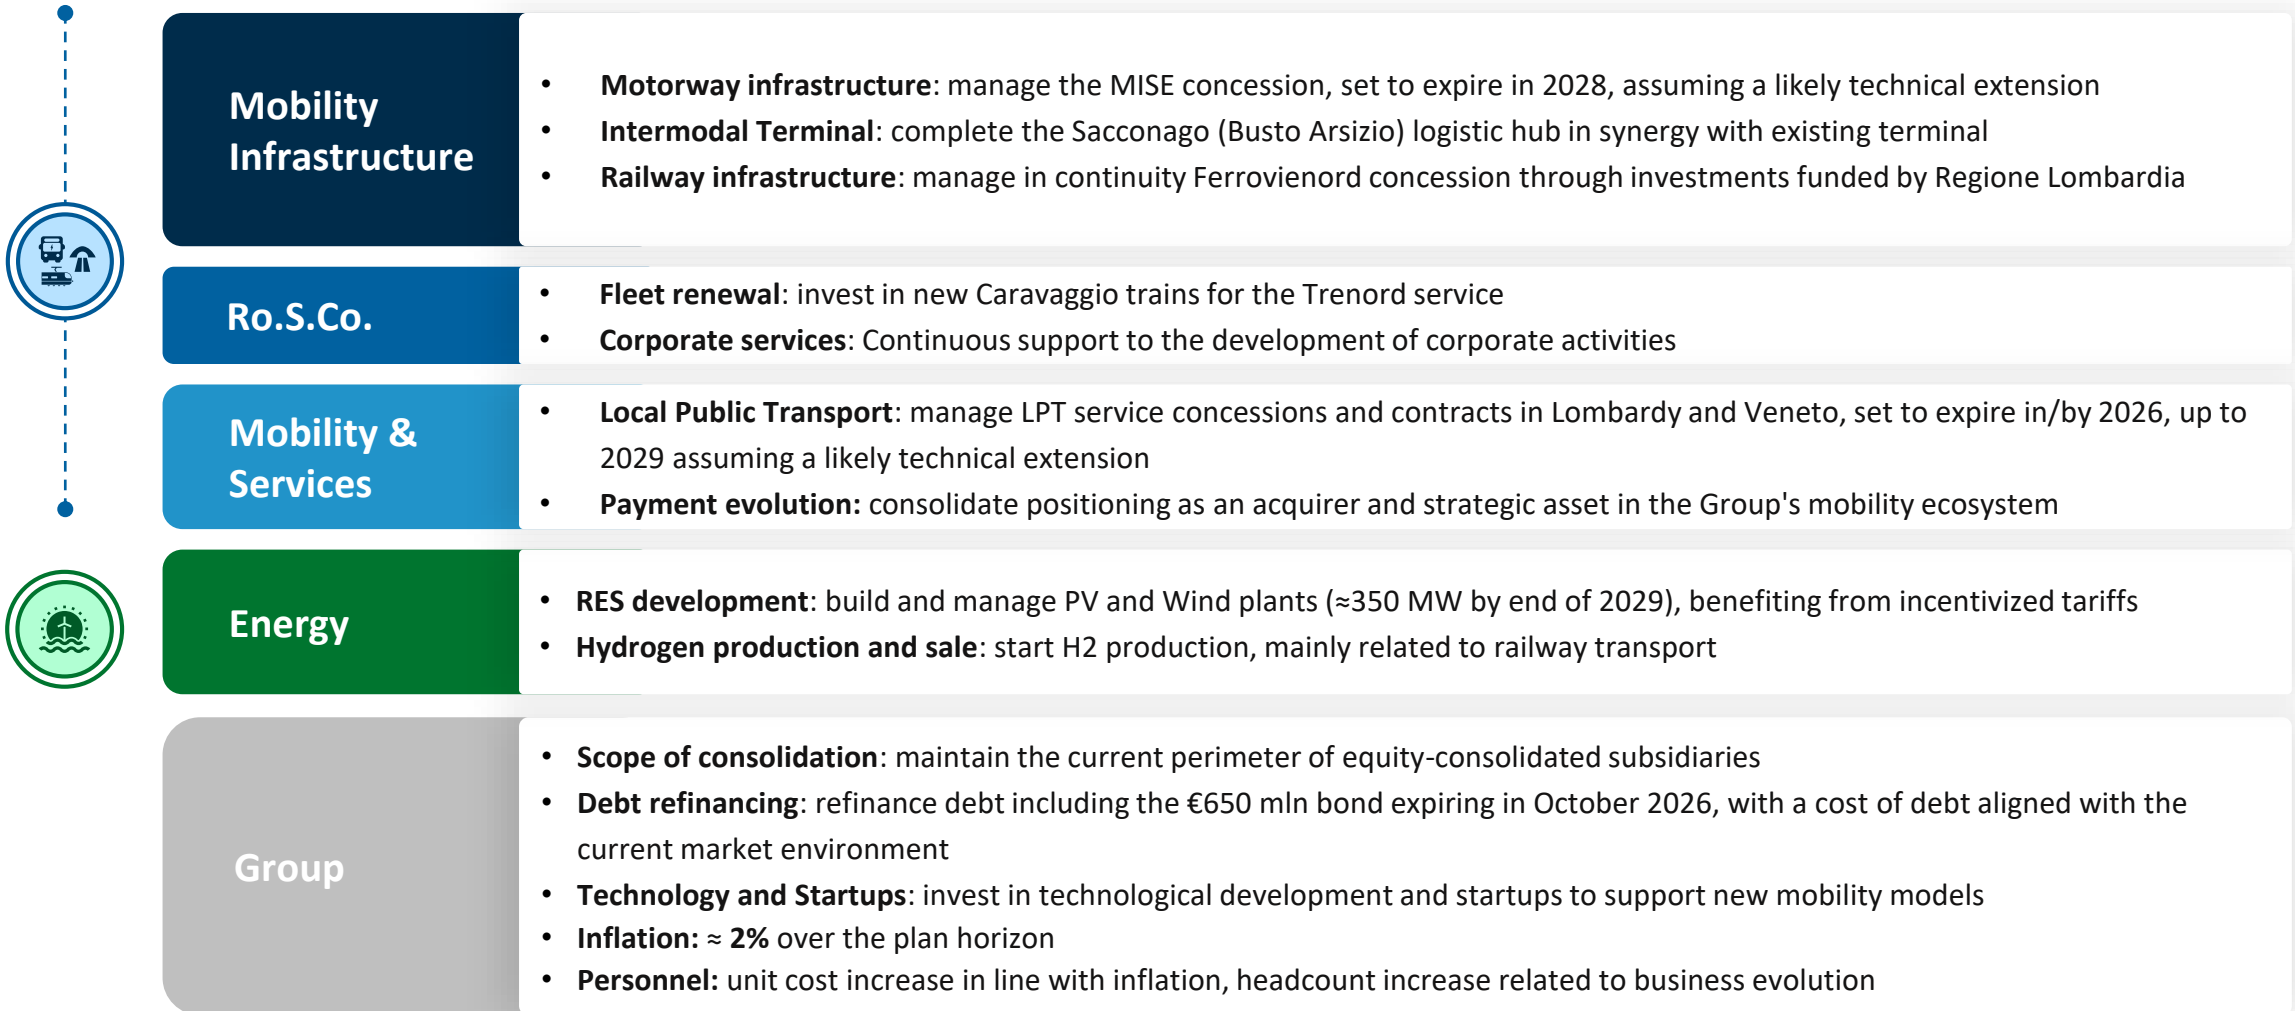 Mobility
Infrastructure
• Motorway infrastructure: manage the MISE concession, set to expire in 2028, assuming a likely technical extension
• Intermodal Terminal: complete the Sacconago (Busto Arsizio) logistic hub in synergy with existing terminal
• Railway infrastructure: manage in continuity Ferrovienord concession through investments funded by Regione Lombardia
Ro.S.Co.
• Fleet renewal: invest in new Caravaggio trains for the Trenord service
• Corporate services: Continuous support to the development of corporate activities
Mobility &
Services
• Local Public Transport: manage LPT service concessions and contracts in Lombardy and Veneto, set to expire in/by 2026, up to
2029 assuming a likely technical extension
• Payment evolution: consolidate positioning as an acquirer and strategic asset in the Group's mobility ecosystem
Energy
• RES development: build and manage PV and Wind plants (≈350 MW by end of 2029), benefiting from incentivized tariffs
• Hydrogen production and sale: start H2 production, mainly related to railway transport
Group
• Scope of consolidation: maintain the current perimeter of equity-consolidated subsidiaries
• Debt refinancing: refinance debt including the €650 mln bond expiring in October 2026, with a cost of debt aligned with the
current market environment
• Technology and Startups: invest in technological development and startups to support new mobility models
• Inflation: ≈ 2% over the plan horizon
• Personnel: unit cost increase in line with inflation, headcount increase related to business evolution